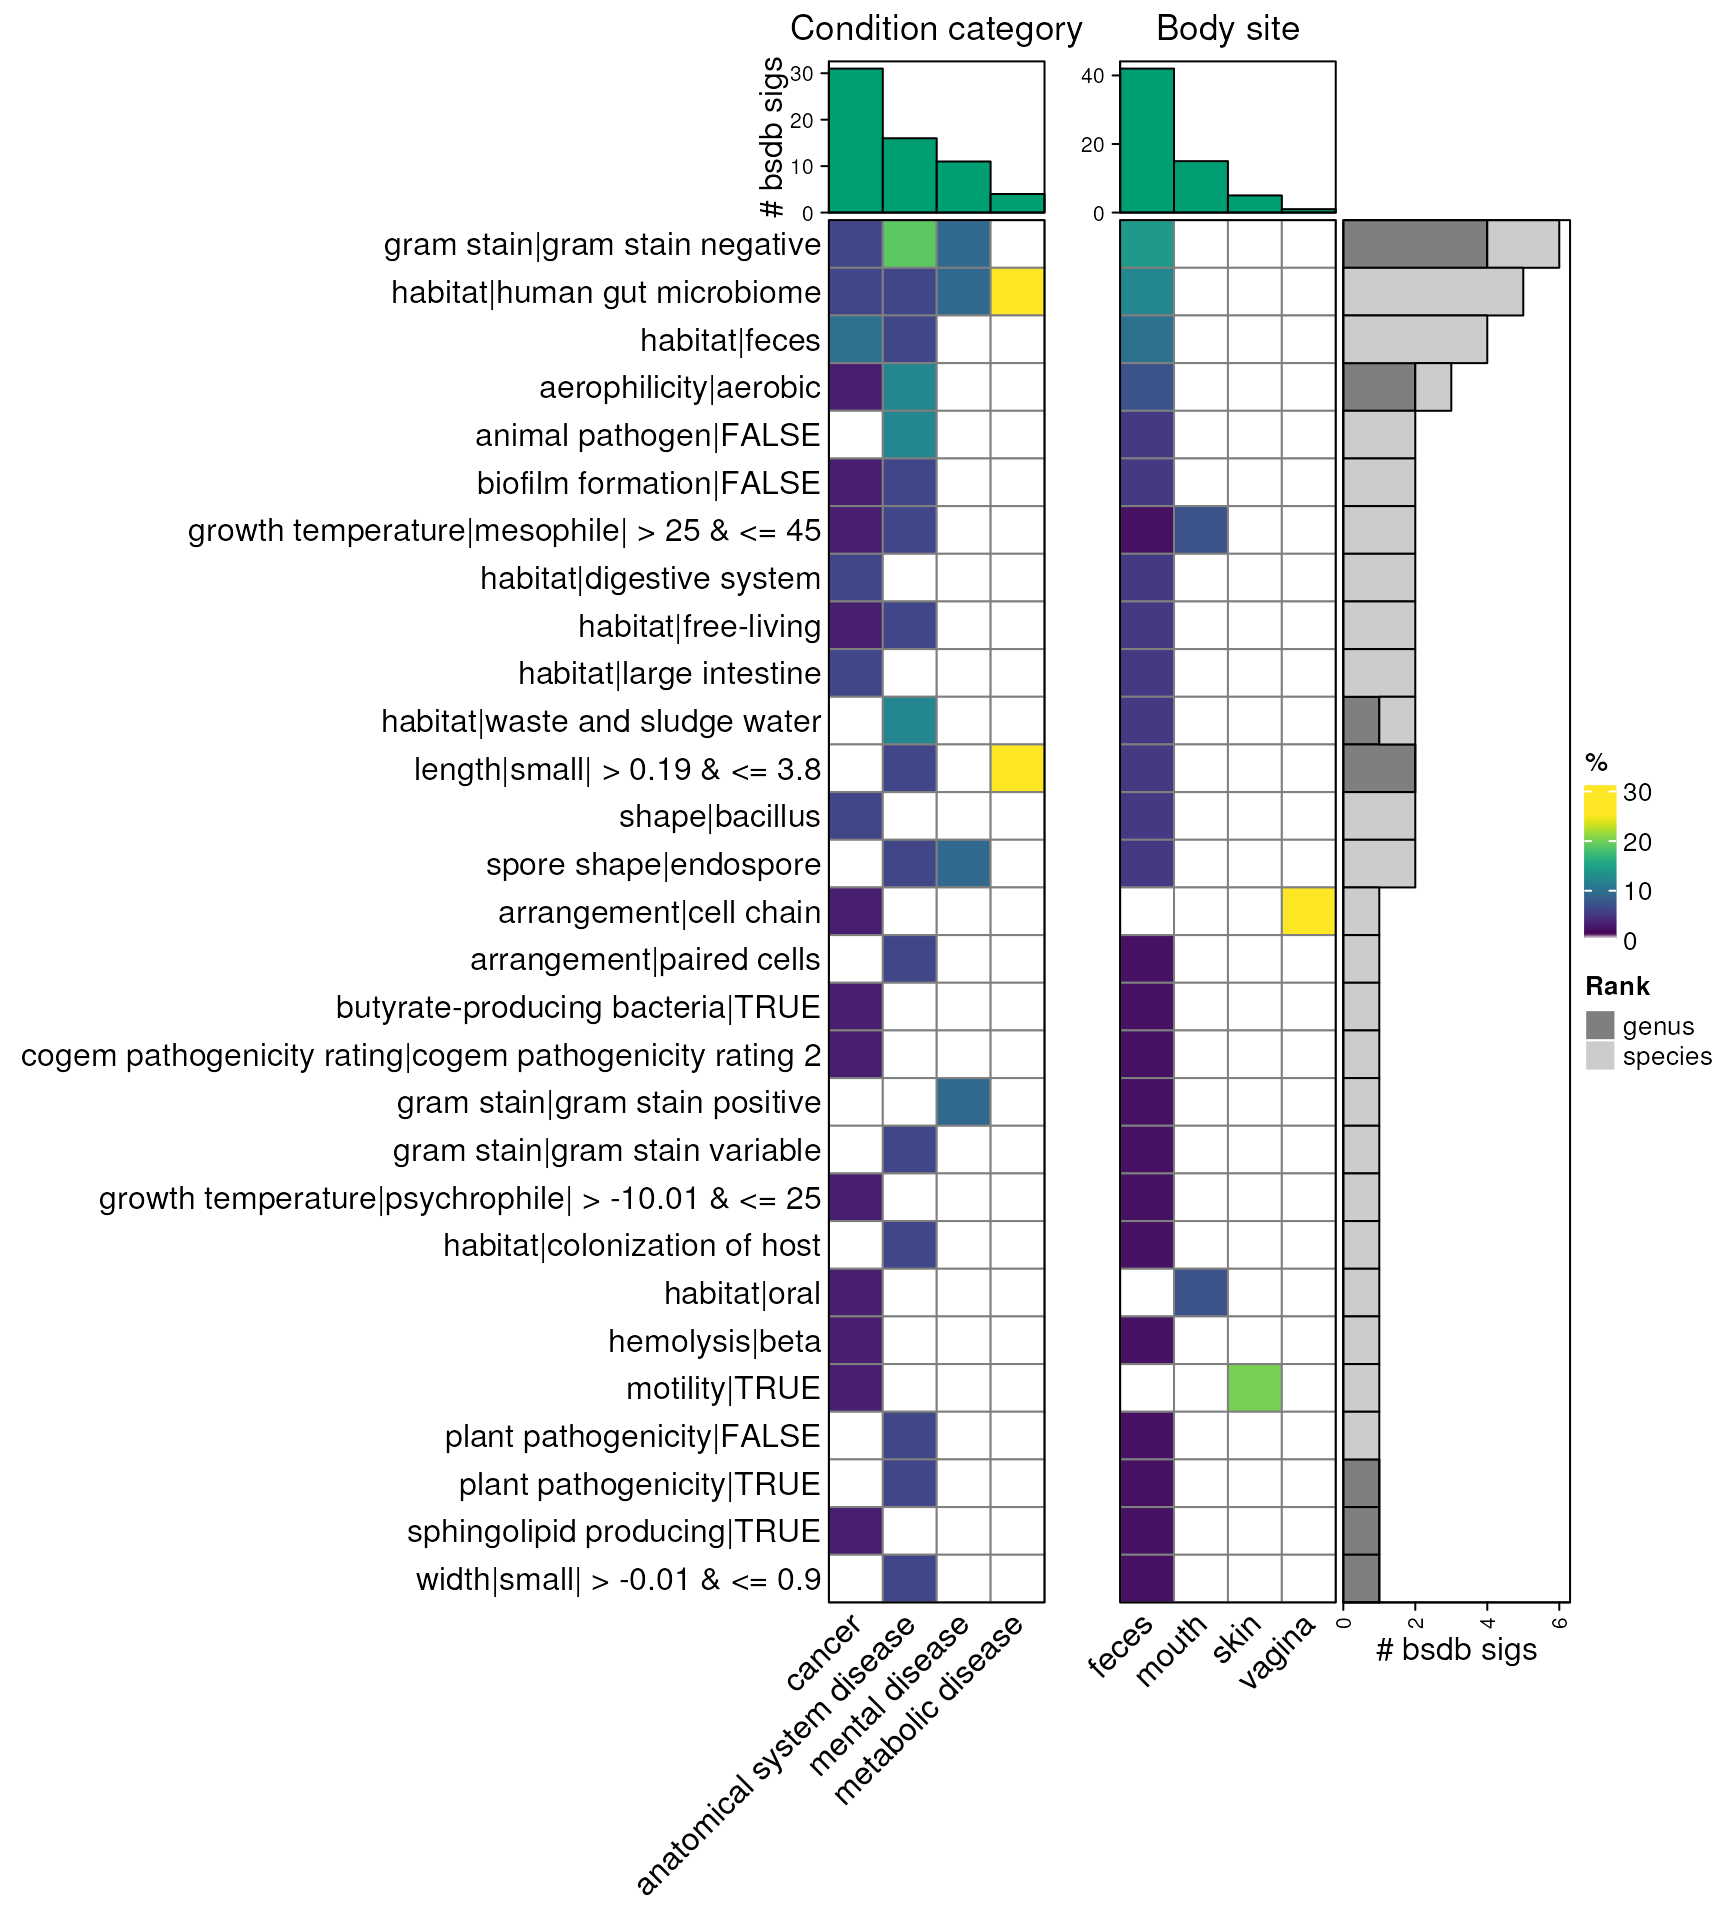 Condition category
Body site
# bsdb sigs
30
20
10
0
40
20
0
gram stain|gram stain negative
habitat|human gut microbiome
habitat|feces
aerophilicity|aerobic
animal pathogen|FALSE
biofilm formation|FALSE
growth temperature|mesophile| > 25 & <= 45
habitat|digestive system
habitat|free-living
habitat|large intestine
habitat|waste and sludge water
length|small| > 0.19 & <= 3.8
shape|bacillus
spore shape|endospore
arrangement|cell chain
arrangement|paired cells
butyrate-producing bacteria|TRUE
cogem pathogenicity rating|cogem pathogenicity rating 2
gram stain|gram stain positive
gram stain|gram stain variable
growth temperature|psychrophile| > -10.01 & <= 25
habitat|colonization of host
habitat|oral
hemolysis|beta
motility|TRUE
plant pathogenicity|FALSE
plant pathogenicity|TRUE
sphingolipid producing|TRUE
width|small| > -0.01 & <= 0.9
cancer
anatomical system disease
mental disease
metabolic disease
feces
mouth
skin
vagina
0
2
4
6
# bsdb sigs
%
30
20
10
0
Rank
genus
species